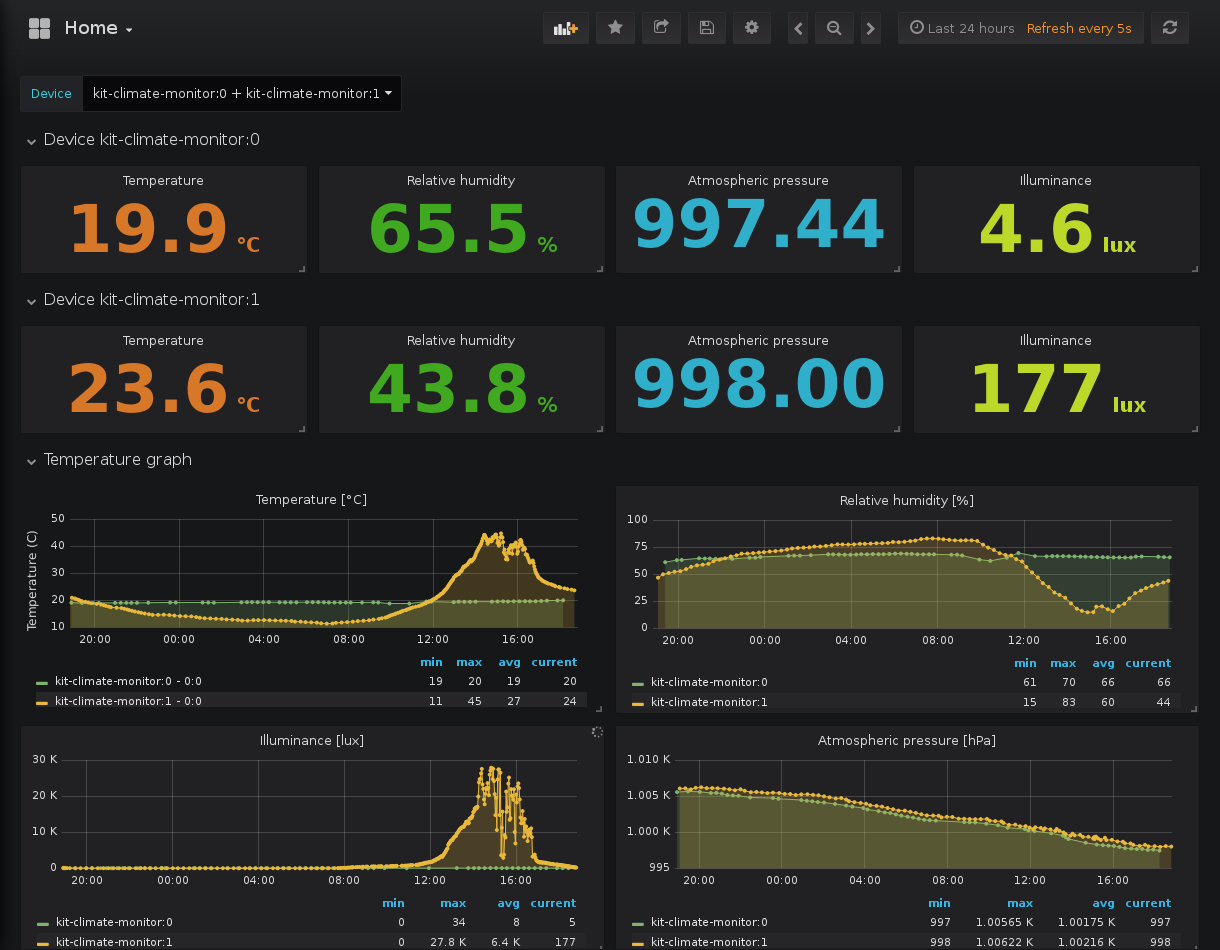 Home
Last 24 hours Refresh every 5s
Device kit-climate-monitor:0 + kit-climate-monitor:1
Device kit-climate-monitor:0
Temperature Relative humidity Atmospheric pressure Illuminance
19.9 °C 65.5 % 997.44 4.6 lux
Device kit-climate-monitor:1
Temperature Relative humidity Atmospheric pressure Illuminance
23.6 °C 43.8 % 998.00 177 lux
Temperature graph
Temperature [°C]
Temperature (C)
50
40
30
20
10
20:00 00:00 04:00 08:00 12:00 16:00
min max avg current
kit-climate-monitor:0 - 0:0 19 20 19 20
kit-climate-monitor:1 - 0:0 11 45 27 24
Relative humidity [%]
100
75
50
25
0
20:00 00:00 04:00 08:00 12:00 16:00
min max avg current
kit-climate-monitor:0 61 70 66 66
kit-climate-monitor:1 15 83 60 44
Illuminance [lux]
30 K
20 K
10 K
0
20:00 00:00 04:00 08:00 12:00 16:00
min max avg current
kit-climate-monitor:0 0 34 8 5
kit-climate-monitor:1 0 27.8 K 6.4 K 177
Atmospheric pressure [hPa]
1.010 K
1.005 K
1.000 K
995
20:00 00:00 04:00 08:00 12:00 16:00
min max avg current
kit-climate-monitor:0 997 1.00565 K 1.00175 K 997
kit-climate-monitor:1 998 1.00622 K 1.00216 K 998